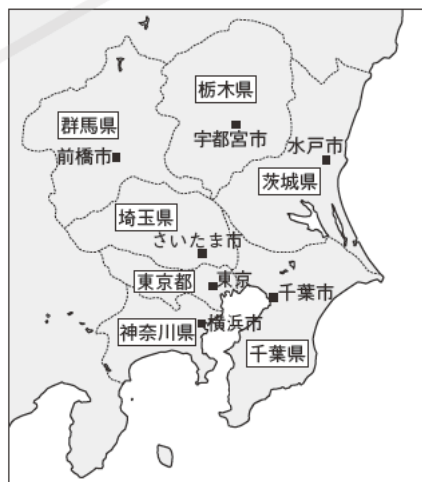 栃木県
群馬県
宇都宮市
水戸市
前橋市
茨城県
埼玉県
さいたま市
東京都
東京
千葉市
神奈川県
横浜市
千葉県